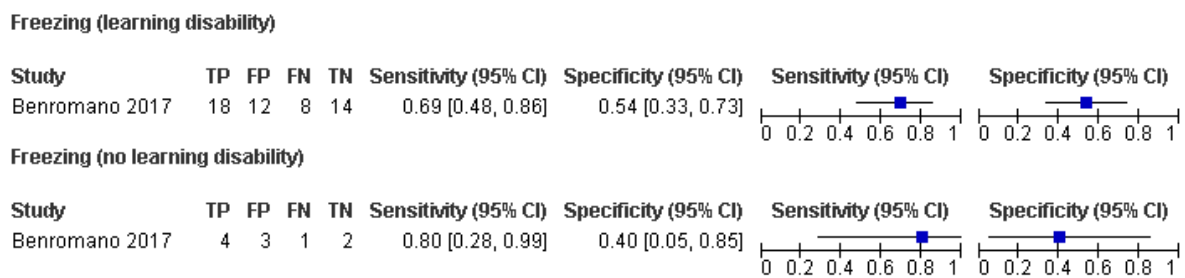 Freezing (learning disability)
Study TP FP FN TN Sensitivity (95% CI) Specificity (95% CI) Sensitivity (95% CI) Specificity (95% CI)
Benromano 2017 18 12 8 14 0.69 [0.48, 0.86] 0.54 [0.33, 0.73]
0 0.2 0.4 0.6 0.8 1 0 0.2 0.4 0.6 0.8 1
Freezing (no learning disability)
Study TP FP FN TN Sensitivity (95% CI) Specificity (95% CI) Sensitivity (95% CI) Specificity (95% CI)
Benromano 2017 4 3 1 2 0.80 [0.28, 0.99] 0.40 [0.05, 0.85]
0 0.2 0.4 0.6 0.8 1 0 0.2 0.4 0.6 0.8 1